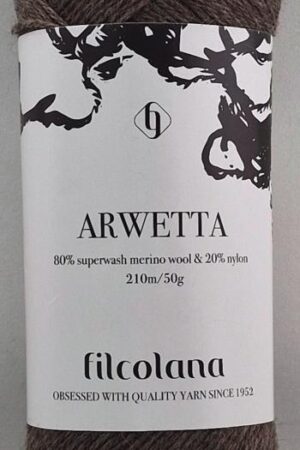 ARWETTA
80% superwash merino wool & 20% nylon
210m/50g
filcolana
OBSESSED WITH QUALITY YARN SINCE 1952